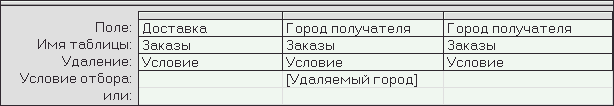 Поле: Доставка Город получателя Город получателя
Имя таблицы: Заказы Заказы Заказы
Удаление: Условие Условие Условие
Условие отбора: [Удаляемый город]
или: